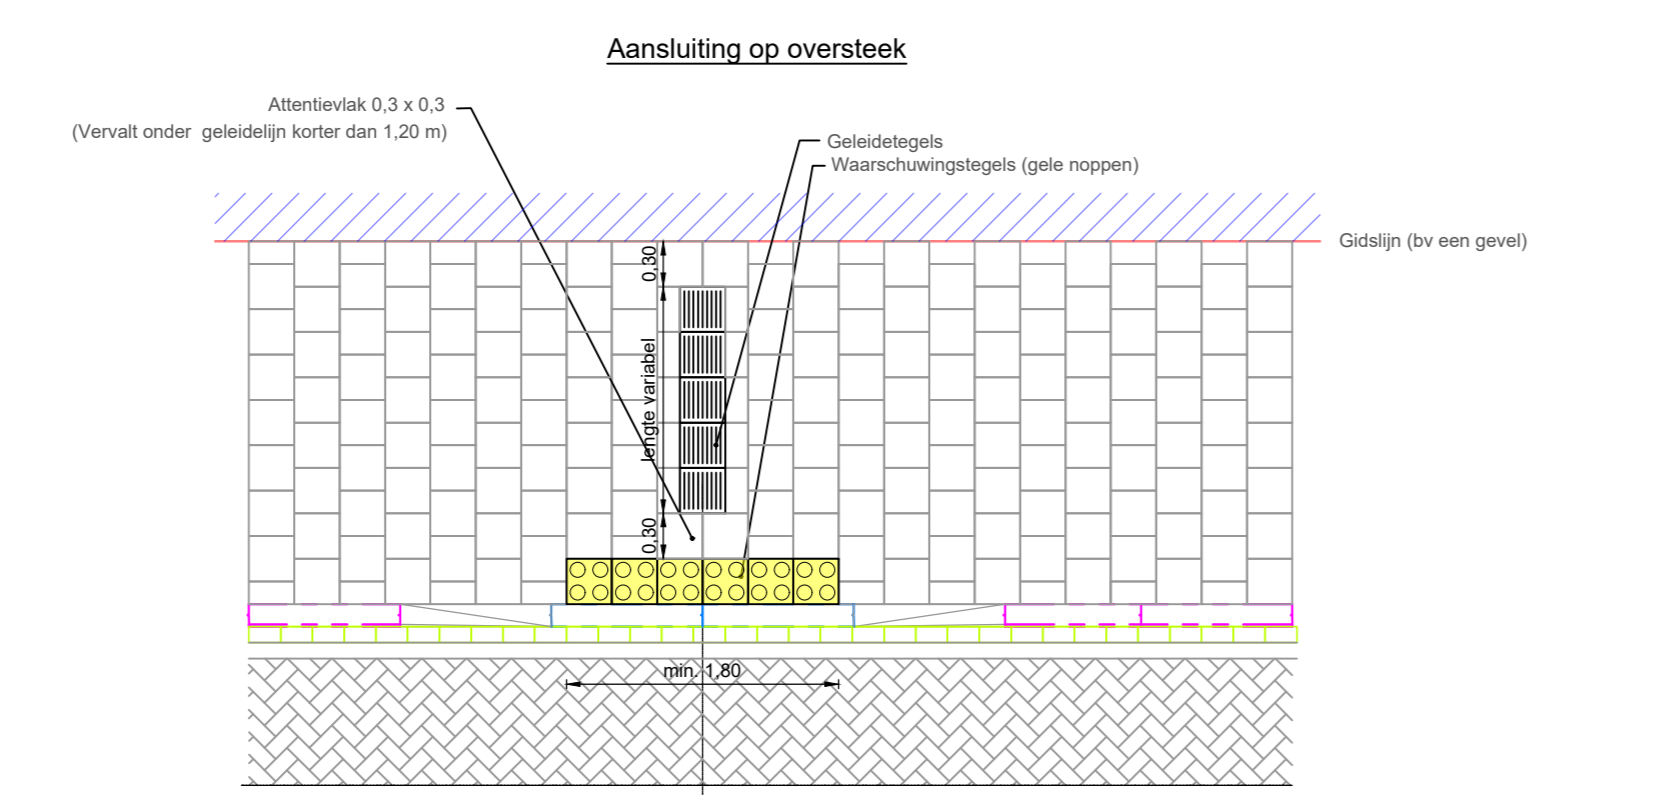 Aansluiting op oversteek
Attentievlak 0,3 x 0,3
(Vervalt onder geleidelijn korter dan 1,20 m)
Geleidetegels
Waarschuwingstegels (gele noppen)
Gidslijn (bv een gevel)
0,30
lengte variabel
0,30
min. 1,80